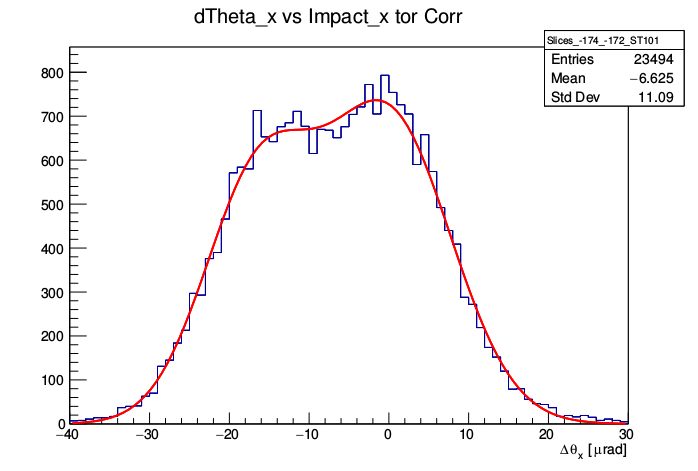 dTheta_x vs Impact_x tor Corr
Slices_-174_-172_ST101
Entries 23494
Mean −6.625
Std Dev 11.09
800
700
600
500
400
300
200
100
0
−40 −30 −20 −10 0 10 20 30
Δθx [μrad]